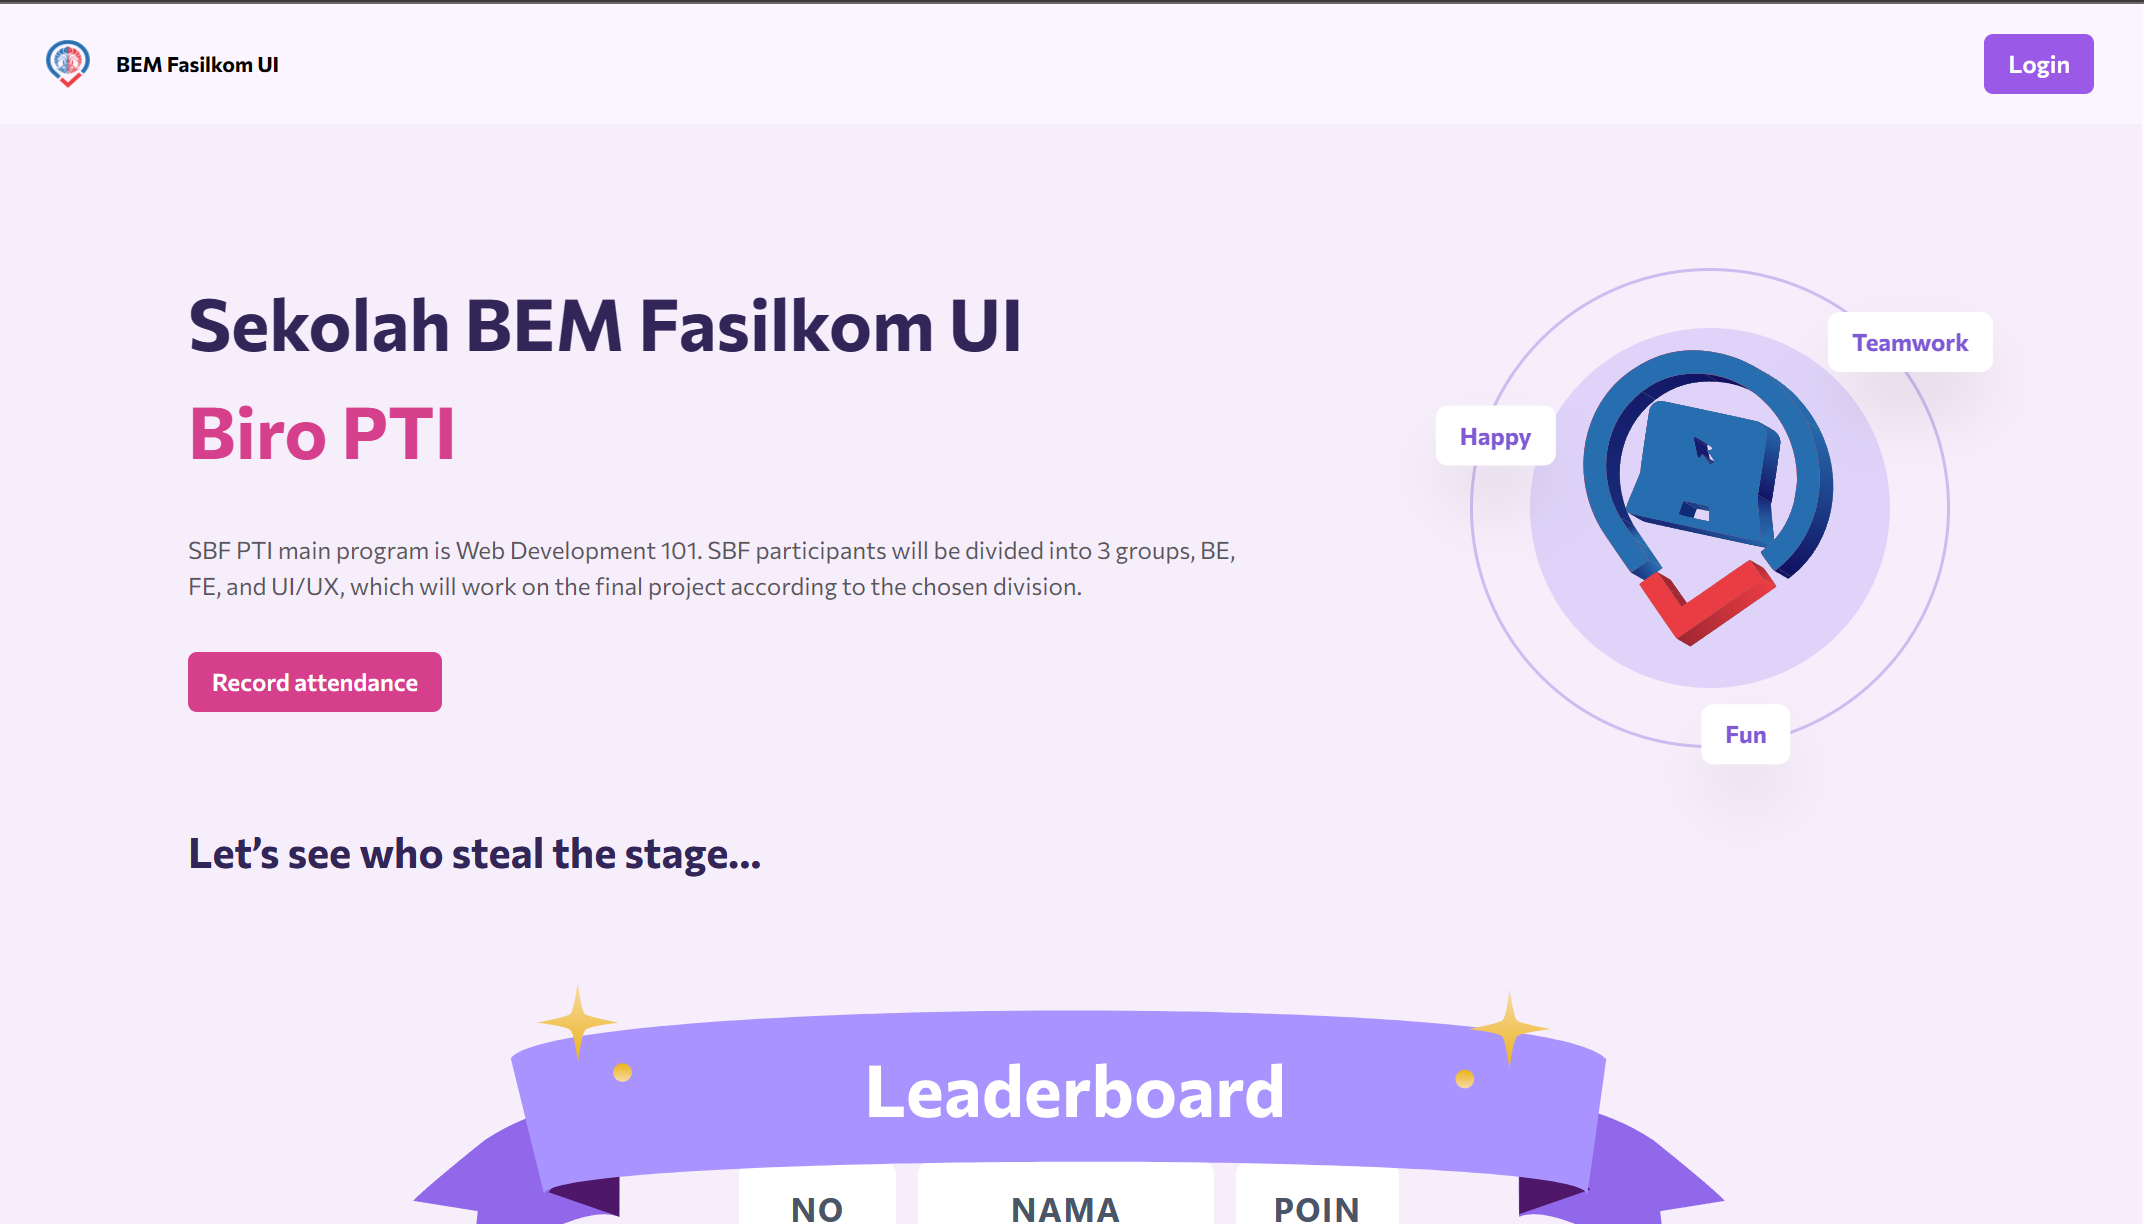 BEM Fasilkom UI
Login
Sekolah BEM Fasilkom UI
Biro PTI
SBF PTI main program is Web Development 101. SBF participants will be divided into 3 groups, BE,
FE, and UI/UX, which will work on the final project according to the chosen division.
Record attendance
Teamwork
Happy
Fun
Let’s see who steal the stage...
Leaderboard
NO NAMA POIN